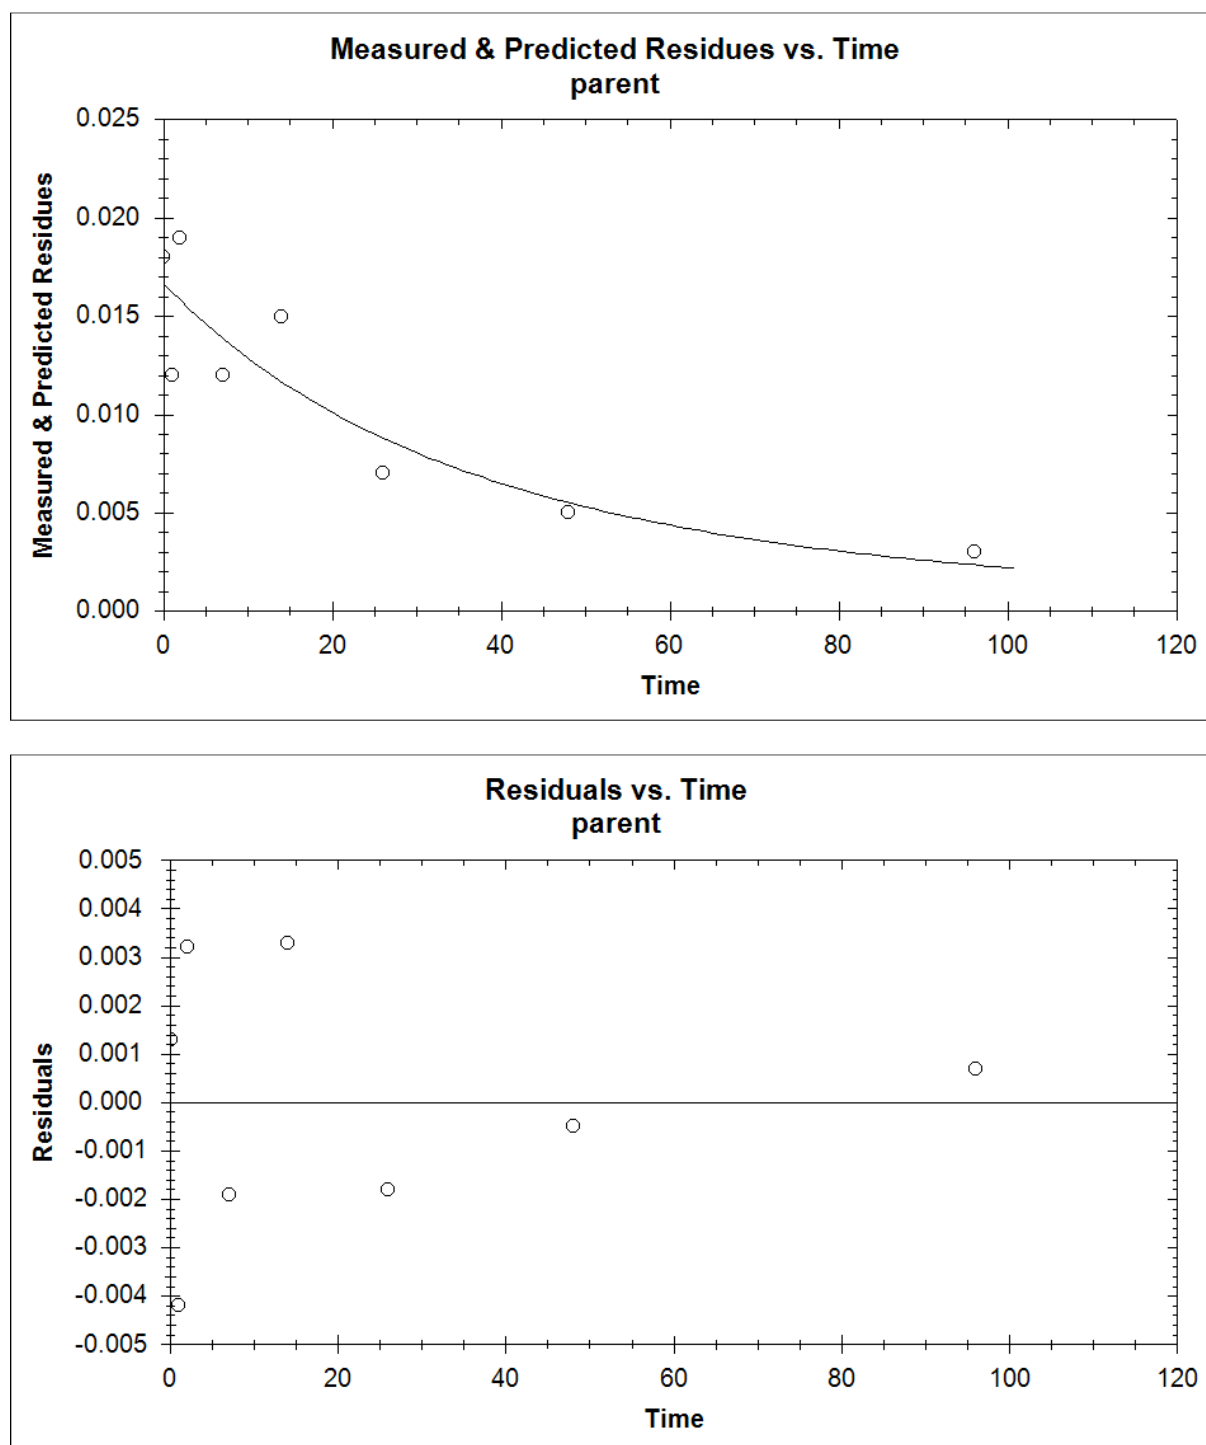 Measured & Predicted Residues vs. Time
parent
Measured & Predicted Residues
0.025
0.020
0.015
0.010
0.005
0.000
0 20 40 60 80 100 120
Time
Residuals vs. Time
parent
Residuals
0.005
0.004
0.003
0.002
0.001
0.000
-0.001
-0.002
-0.003
-0.004
-0.005
0 20 40 60 80 100 120
Time